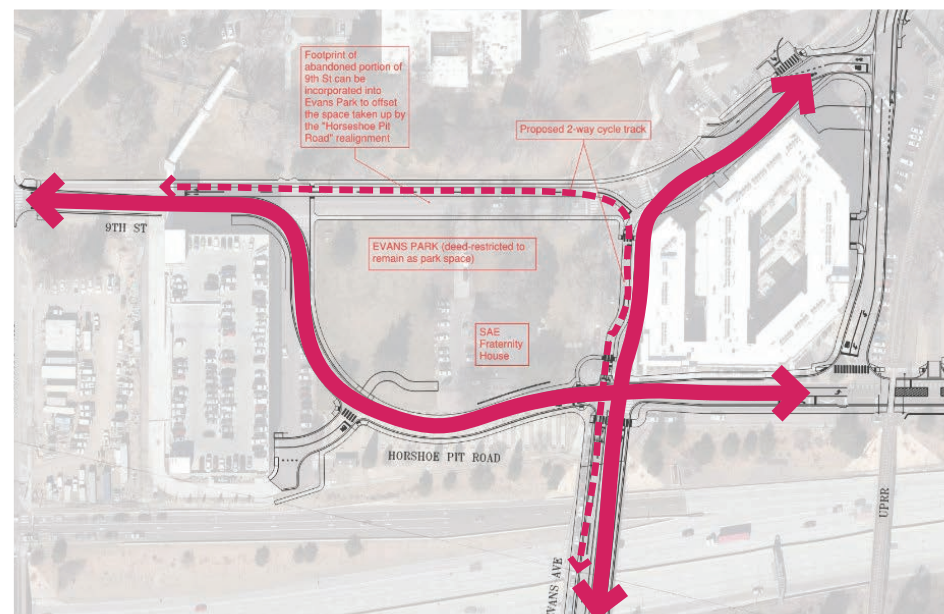 Footprint of
abandoned portion of
9th St can be
incorporated into
Evans Park to offset
the space taken up by
the "Horseshoe Pit
Road" realignment
Proposed 2-way cycle track
9TH ST
EVANS PARK (deed-restricted to
remain as park space)
SAE
Fraternity
House
HORSHOE PIT ROAD
UPRR
EVANS AVE